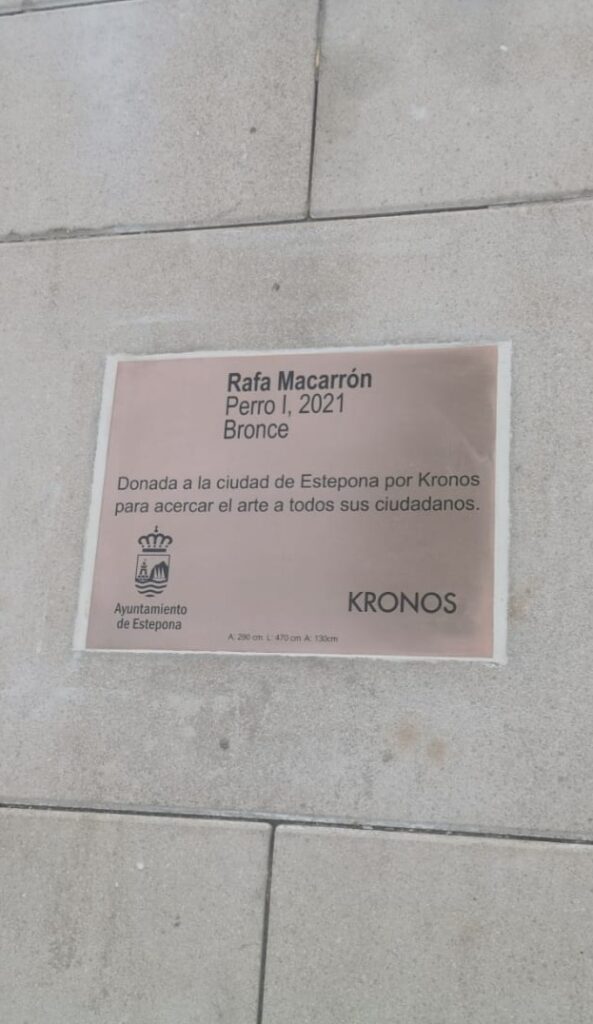 Rafa Macarrón
Perro I, 2021
Bronce
Donada a la ciudad de Estepona por Kronos
para acercar el arte a todos sus ciudadanos.
Ayuntamiento
de Estepona
KRONOS
A: 290 cm L: 470 cm A: 130cm